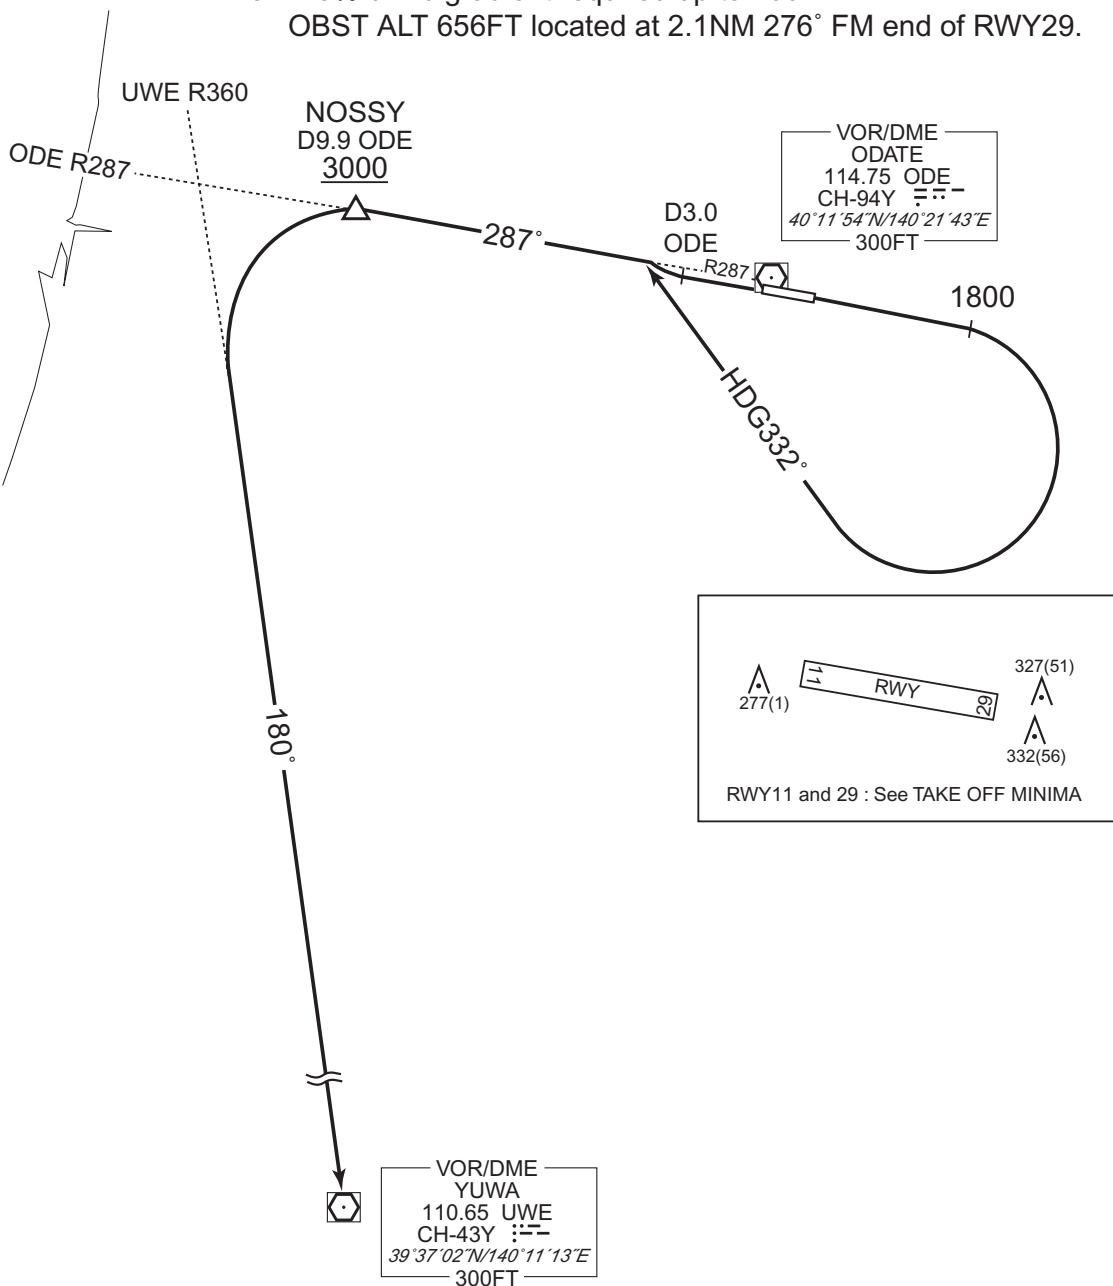 OBST ALT 656FT located at 2.1NM 276° FM end of RWY29.
UWE R360
NOSSY
D9.9 ODE
3000
ODE R287
VOR/DME
ODATE
114.75 ODE
CH-94Y
40°11′54″N/140°21′43″E
300FT
287°
D3.0
ODE
R287
1800
HDG332°
277(1)
11
RWY
29
327(51)
332(56)
RWY11 and 29 : See TAKE OFF MINIMA
180°
VOR/DME
YUWA
110.65 UWE
CH-43Y
39°37′02″N/140°11′13″E
300FT